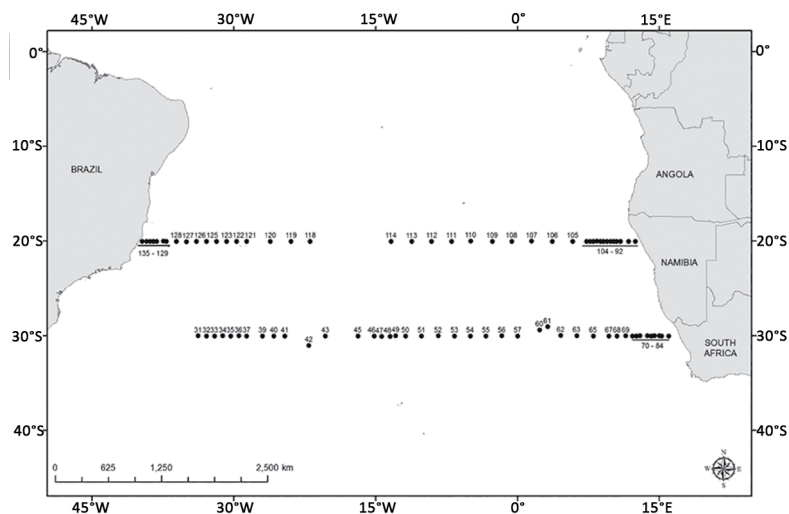 45°W 30°W 15°W 0° 15°E
0° 0°
10°S 10°S
BRAZIL
ANGOLA
128 127 126 125 123 122 121 120 119 118 114 113 112 111 110 109 108 107 106 105
20°S 20°S
135 - 129
104 - 92
NAMIBIA
61
60
31 32 33 34 35 36 37 39 40 41 43 45 46 47 48 49 50 51 52 53 54 55 56 57 62 63 65 67 68 69
30°S 30°S
42
70 - 84
SOUTH
AFRICA
40°S 40°S
0 625 1,250 2,500 km
N
W E
S
45°W 30°W 15°W 0° 15°E